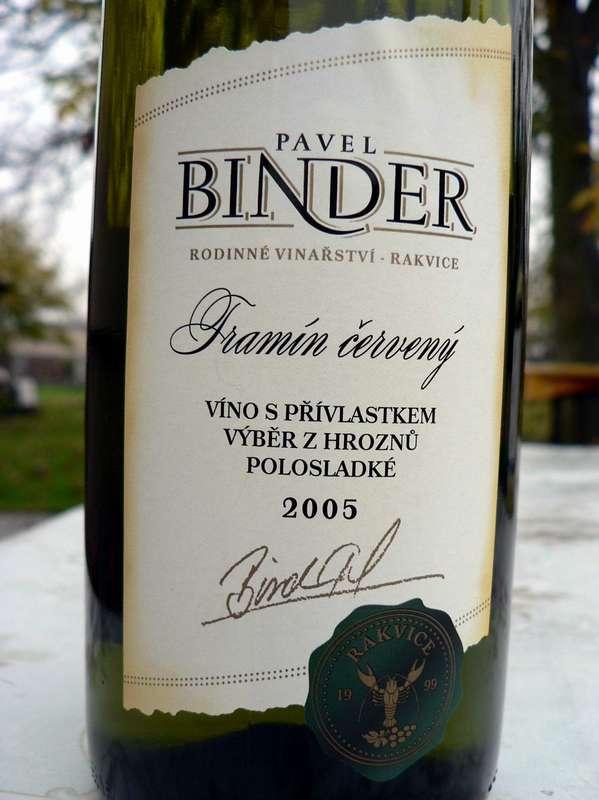 PAVEL
BINDER
RODINNÉ VINAŘSTVÍ - RAKVICE
Tramín červený
VÍNO S PŘÍVLASTKEM
VÝBĚR Z HROZNŮ
POLOSLADKÉ
2005
RAKVICE
19 99